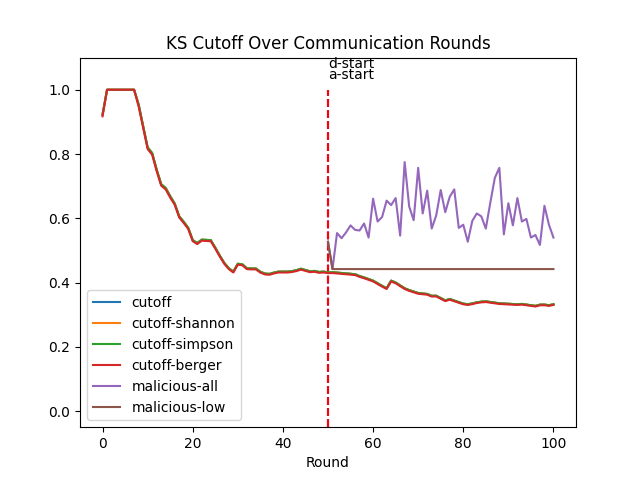 KS Cutoff Over Communication Rounds
d-start
a-start
1.0
0.8
0.6
0.4
0.2
0.0
cutoff
cutoff-shannon
cutoff-simpson
cutoff-berger
malicious-all
malicious-low
0 20 40 60 80 100
Round